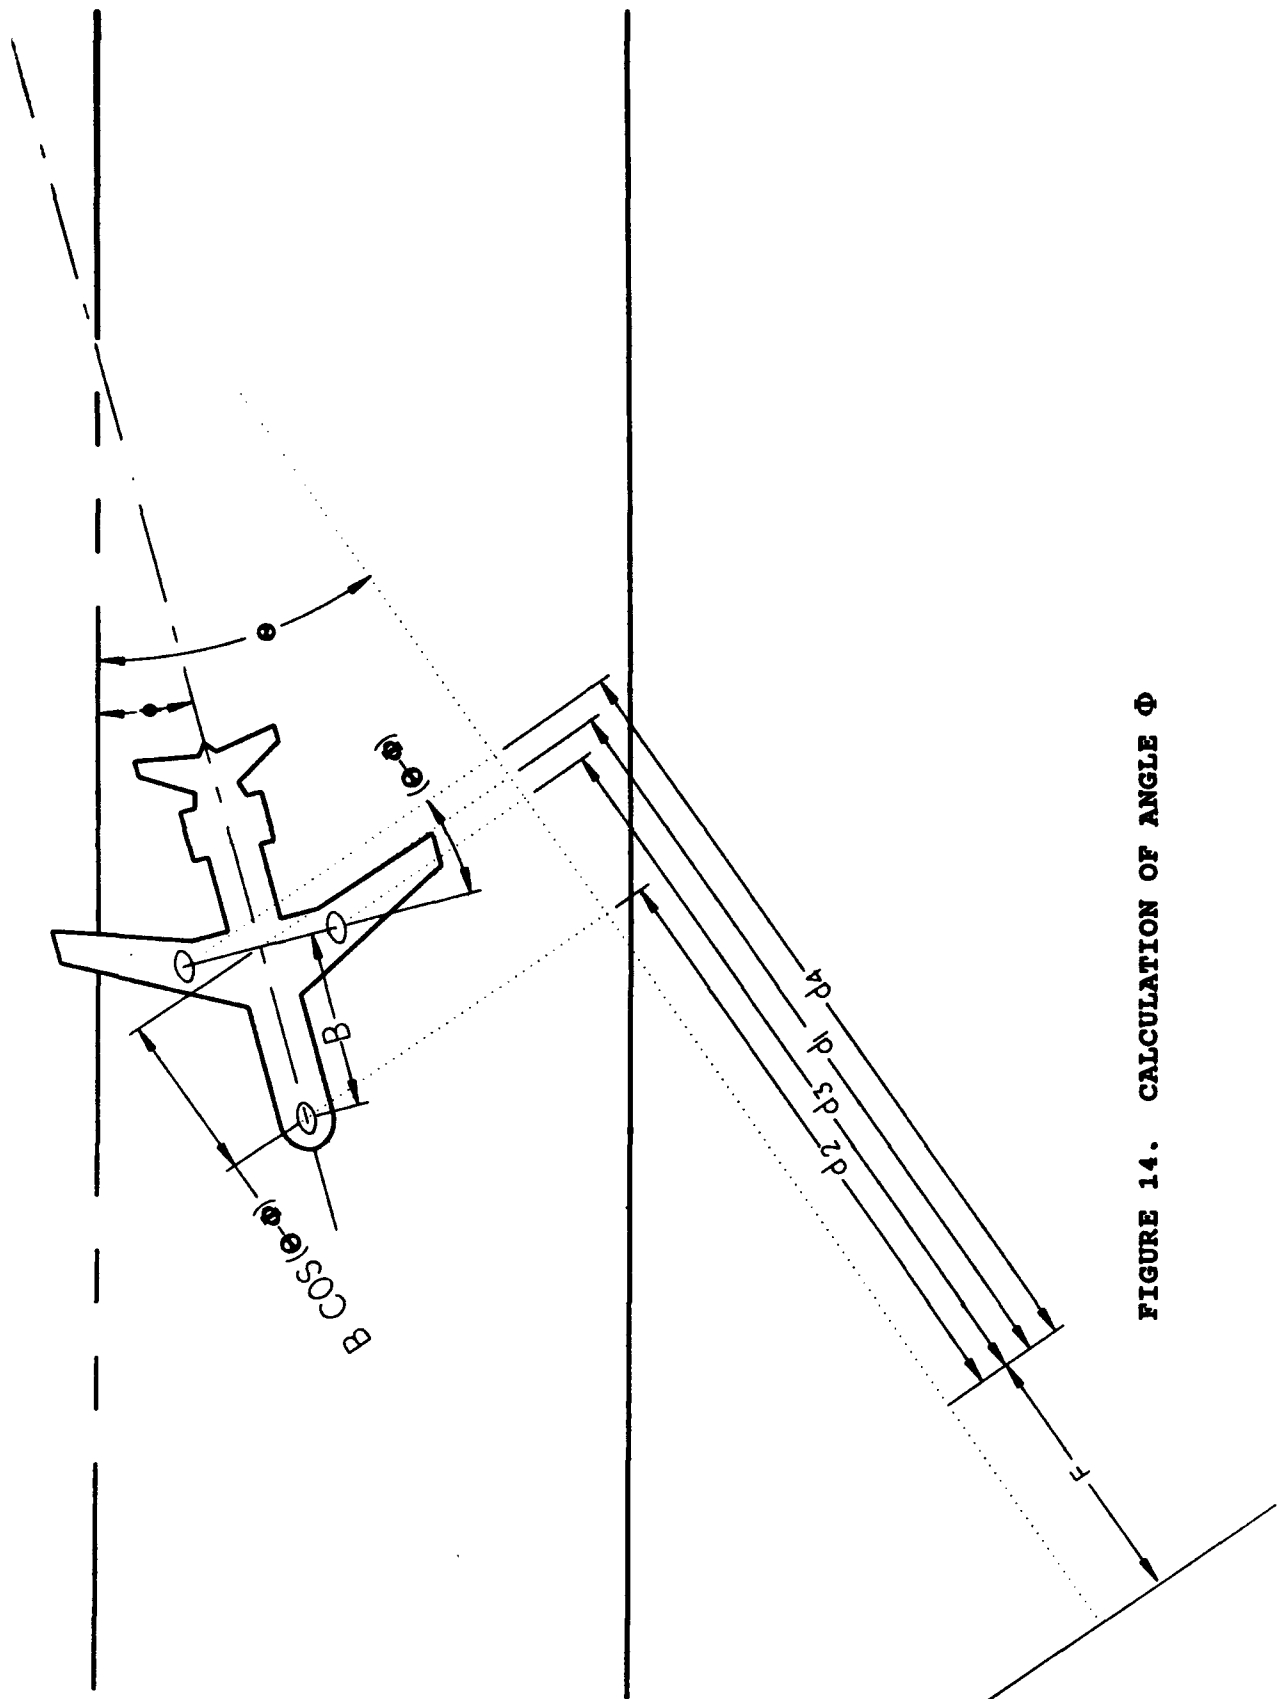 Φ
Θ
(Θ-Φ)
B
B COS(Θ-Φ)
d4
d1
d3
d2
F
FIGURE 14. CALCULATION OF ANGLE Φ